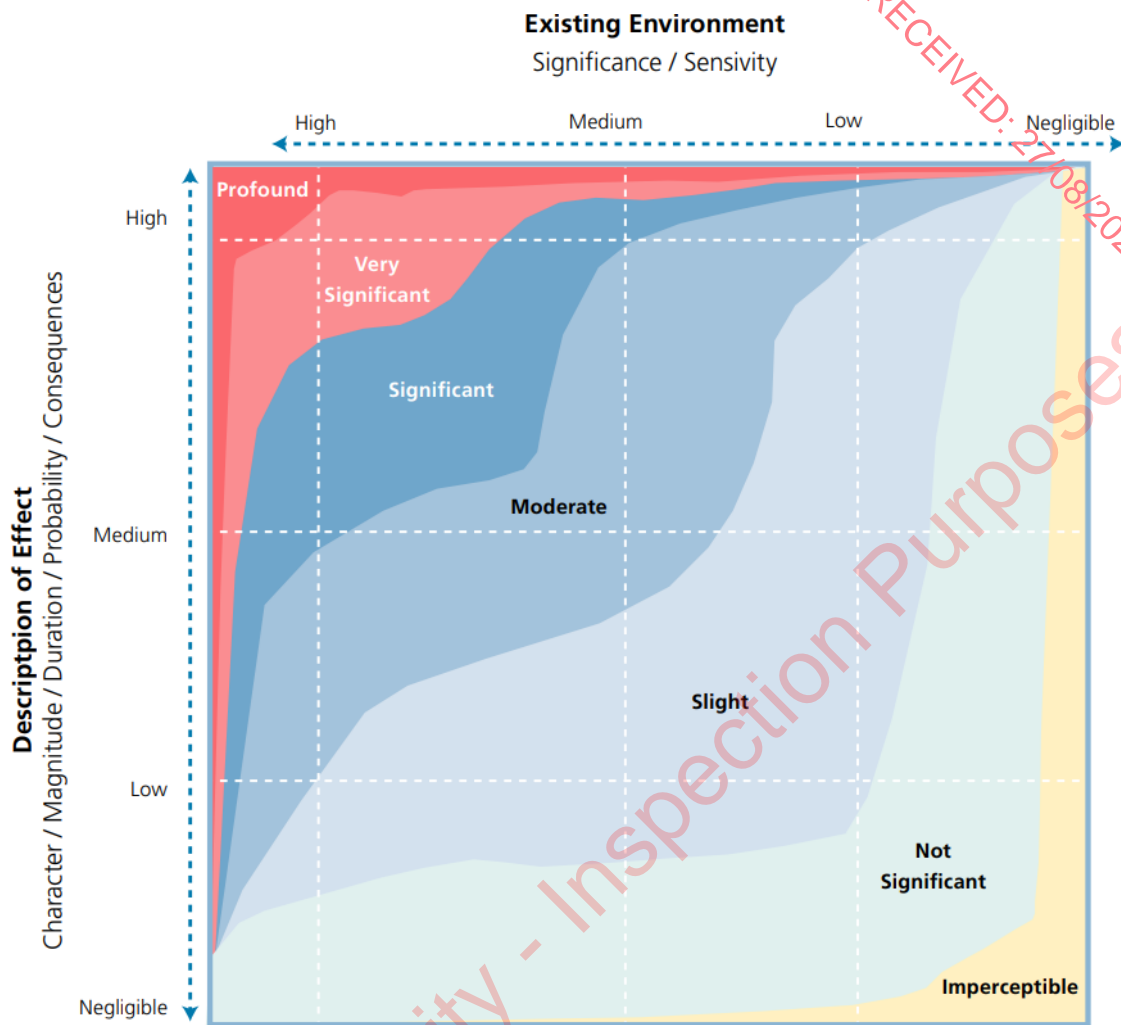 Existing Environment
Significance / Sensivity
RECEIVED: 27/08/202
High
Medium
Low
Negligible
Profound
High
Very
Significant
Significant
Descriptpion of Effect
Character / Magnitude / Duration / Probability / Consequences
Moderate
Medium
Slight
Low
Not
Significant
Imperceptible
Negligible
- Inspection Purposes